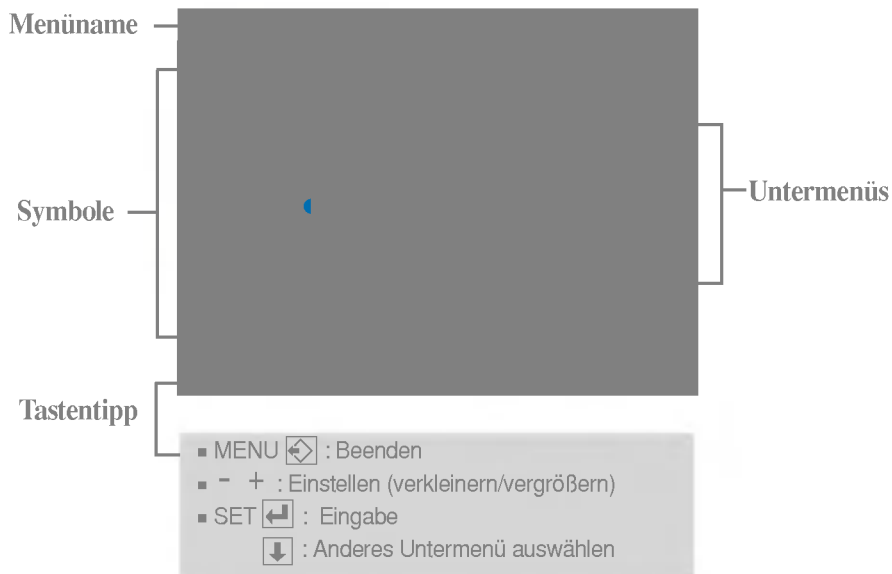 Menüname
Symbole
Untermenüs
Tastentipp
▪ MENU : Beenden
▪ - + : Einstellen (verkleinern/vergrößern)
▪ SET : Eingabe
: Anderes Untermenü auswählen